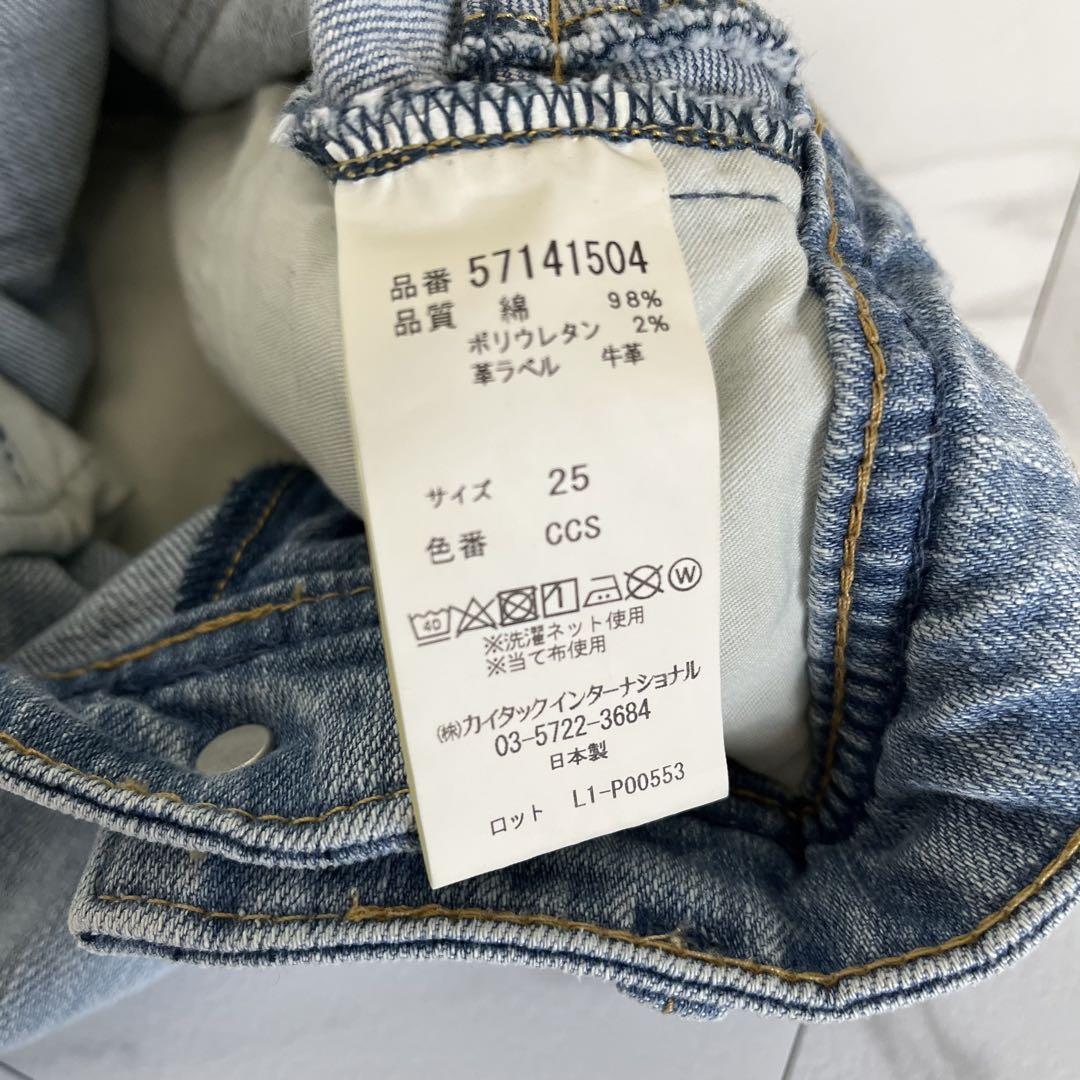 品番 57141504
品質 綿 98%
ポリウレタン 2%
革ラベル 牛革
サイズ 25
色番 CCS
40 W
※洗濯ネット使用
※当て布使用
(株)カイタックインターナショナル
03-5722-3684
日本製
ロット L1-P00553